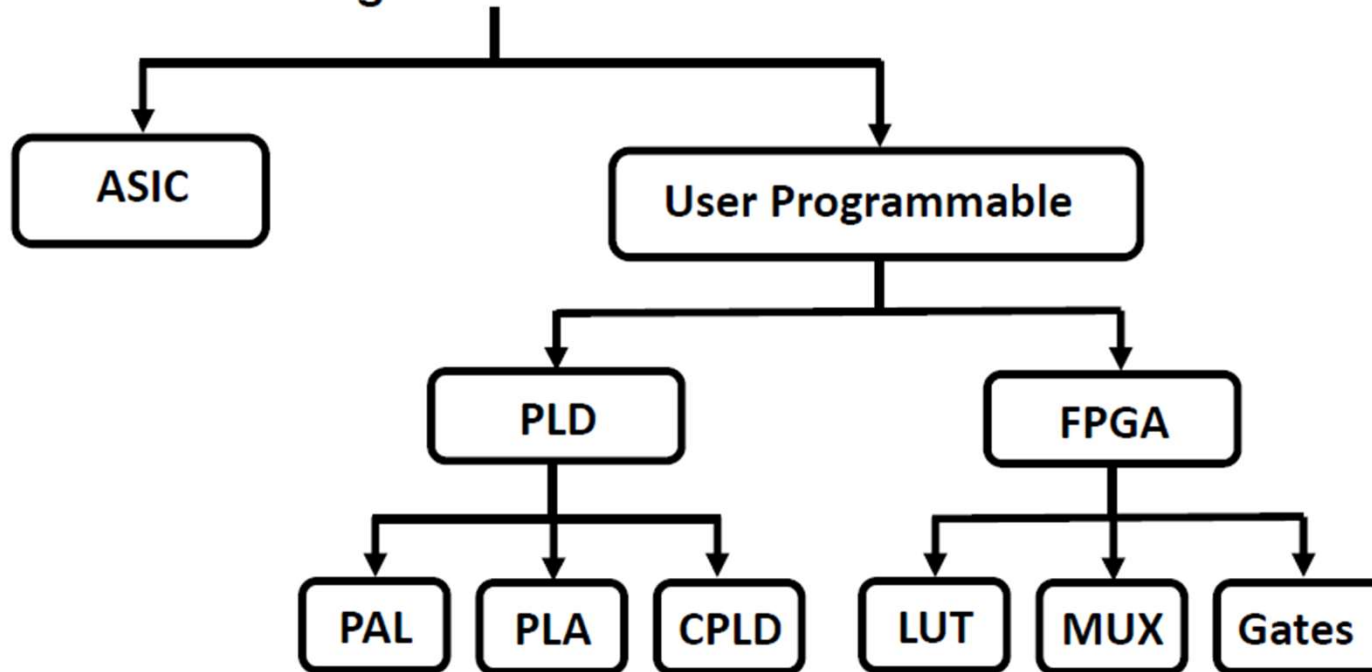 ASIC
User Programmable
PLD
FPGA
PAL
PLA
CPLD
LUT
MUX
Gates